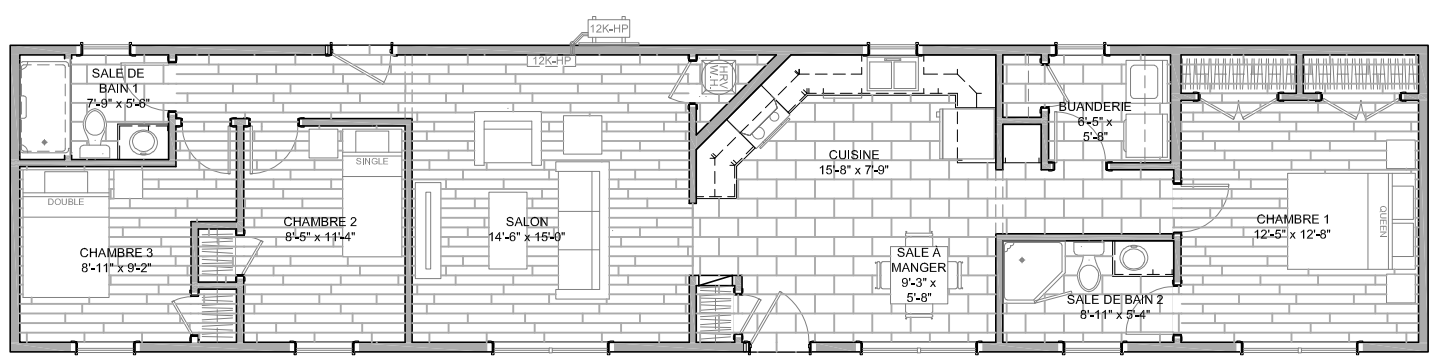 12K-HP
12K-HP
SALE DE
BAIN 1
7'-9" x 5'-6"
HRV
W.H.
BUANDERIE
6'-5" x
5'-8"
SINGLE
CUISINE
15'-8" x 7'-9"
DOUBLE
CHAMBRE 3
8'-11" x 9'-2"
CHAMBRE 2
8'-5" x 11'-4"
SALON
14'-6" x 15'-0"
SALE À
MANGER
9'-3" x
5'-8"
CHAMBRE 1
12'-5" x 12'-8"
QUEEN
SALE DE BAIN 2
8'-11" x 5'-4"